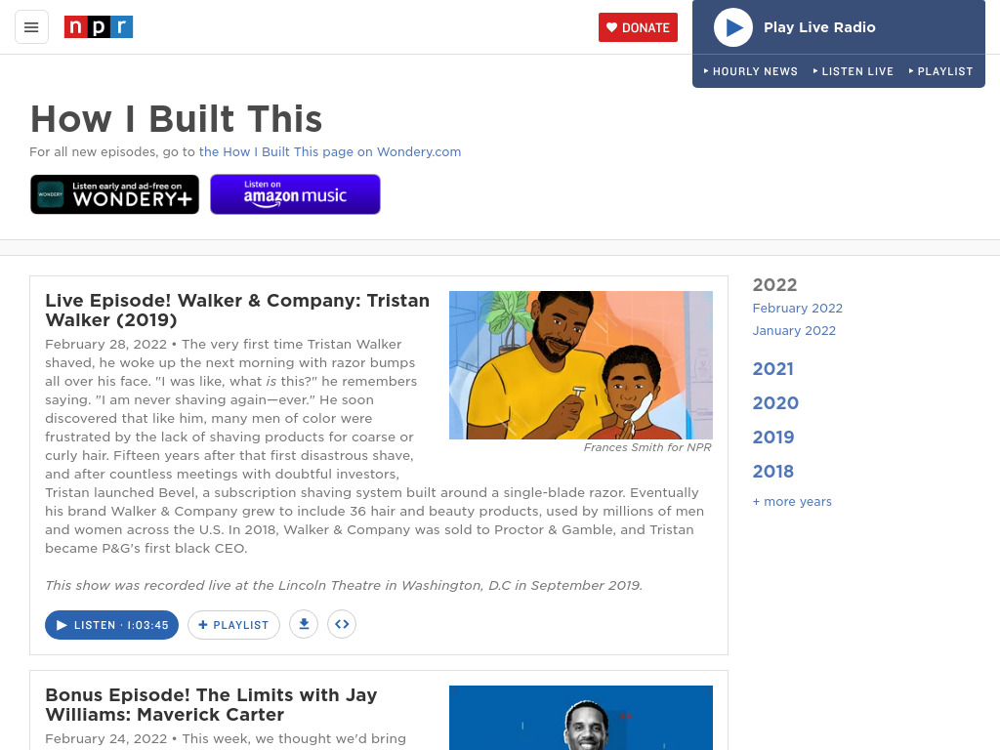 npr
DONATE
Play Live Radio
HOURLY NEWS
LISTEN LIVE
PLAYLIST
How I Built This
For all new episodes, go to the How I Built This page on Wondery.com
WONDERY
Listen early and ad-free on
WONDERY+
Listen on
amazon music
Live Episode! Walker & Company: Tristan
Walker (2019)
February 28, 2022 • The very first time Tristan Walker
shaved, he woke up the next morning with razor bumps
all over his face. "I was like, what is this?" he remembers
saying. "I am never shaving again—ever." He soon
discovered that like him, many men of color were
frustrated by the lack of shaving products for coarse or
curly hair. Fifteen years after that first disastrous shave,
and after countless meetings with doubtful investors,
Tristan launched Bevel, a subscription shaving system built around a single-blade razor. Eventually
his brand Walker & Company grew to include 36 hair and beauty products, used by millions of men
and women across the U.S. In 2018, Walker & Company was sold to Proctor & Gamble, and Tristan
became P&G's first black CEO.
This show was recorded live at the Lincoln Theatre in Washington, D.C in September 2019.
Frances Smith for NPR
LISTEN · 1:03:45
+ PLAYLIST
2022
February 2022
January 2022
2021
2020
2019
2018
+ more years
Bonus Episode! The Limits with Jay
Williams: Maverick Carter
February 24, 2022 • This week, we thought we'd bring